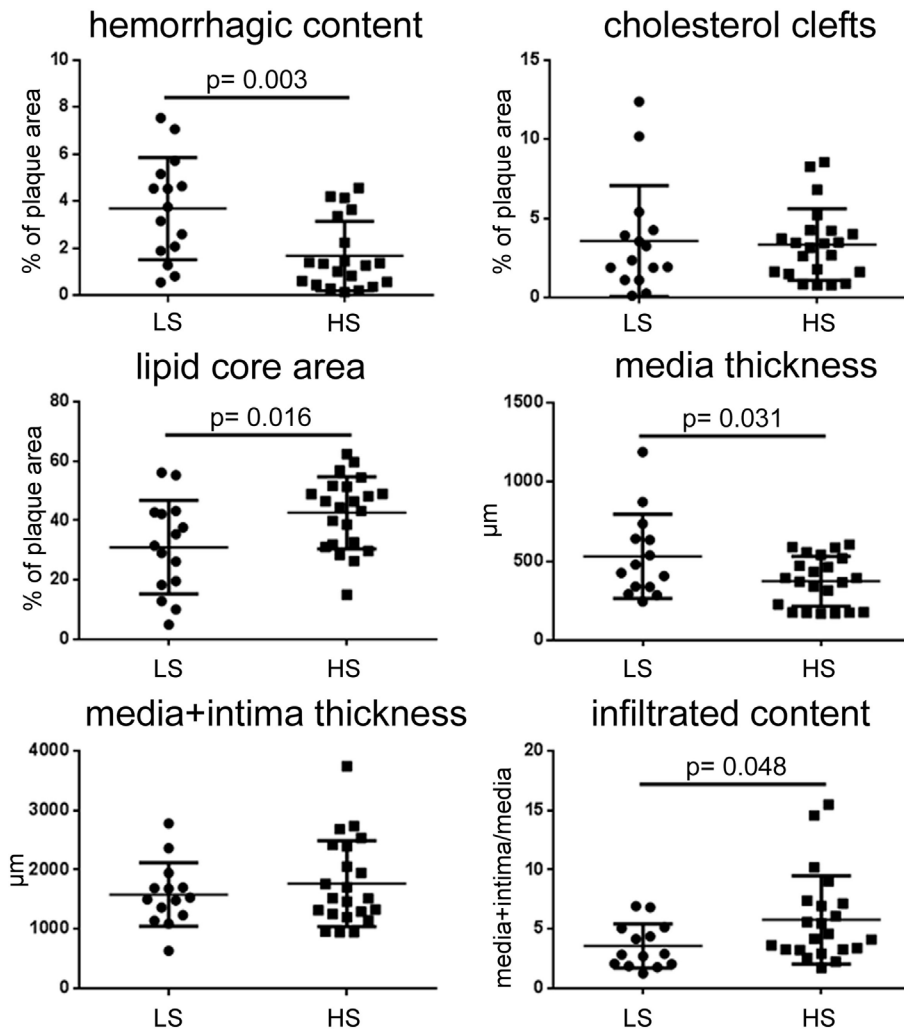 hemorrhagic content
% of plaque area
10
8
6
4
2
0
p= 0.003
LS HS
cholesterol clefts
% of plaque area
15
10
5
0
LS HS
lipid core area
% of plaque area
80
60
40
20
0
p= 0.016
LS HS
media thickness
µm
1500
1000
500
0
p= 0.031
LS HS
media+intima thickness
µm
4000
3000
2000
1000
0
LS HS
infiltrated content
media+intima/media
20
15
10
5
0
p= 0.048
LS HS